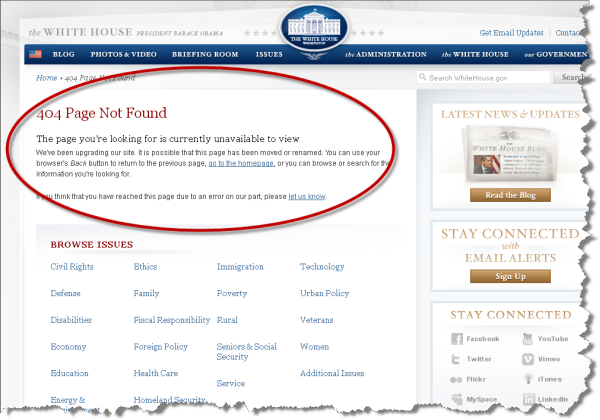 the WHITE HOUSE PRESIDENT BARACK OBAMA
THE WHITE HOUSE
WASHINGTON
Get Email Updates | Contac
BLOG PHOTOS & VIDEO BRIEFING ROOM ISSUES the ADMINISTRATION the WHITE HOUSE our GOVERNMEN
Home • 404 Page Not Found
Search WhiteHouse.gov Search
404 Page Not Found
The page you're looking for is currently unavailable to view
We've been upgrading our site. It is possible that this page has been moved or renamed. You can use your
browser's Back button to return to the previous page, go to the homepage, or you can browse or search for the
information you're looking for.
If you think that you have reached this page due to an error on our part, please let us know.
BROWSE ISSUES
Civil Rights
Defense
Disabilities
Economy
Education
Energy &
Ethics
Family
Fiscal Responsibility
Foreign Policy
Health Care
Homeland Security
Immigration
Poverty
Rural
Seniors & Social
Security
Service
Technology
Urban Policy
Veterans
Women
Additional Issues
LATEST NEWS & UPDATES
WHITE HOUSE BLOG
Read the Blog
STAY CONNECTED
with
EMAIL ALERTS
Sign Up
STAY CONNECTED
Facebook YouTube
Twitter Vimeo
Flickr iTunes
MySpace LinkedIn